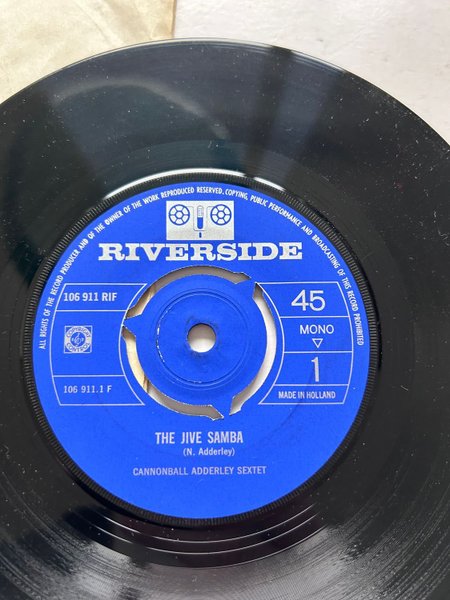 ALL RIGHTS OF THE RECORD PRODUCER AND OF THE OWNER OF THE WORK REPRODUCED RESERVED. COPYING, PUBLIC PERFORMANCE AND BROADCASTING OF THIS RECORD PROHIBITED
RIVERSIDE
106 911 RIF
45
MONO
1
106 911.1 F
MADE IN HOLLAND
THE JIVE SAMBA
(N. Adderley)
CANNONBALL ADDERLEY SEXTET